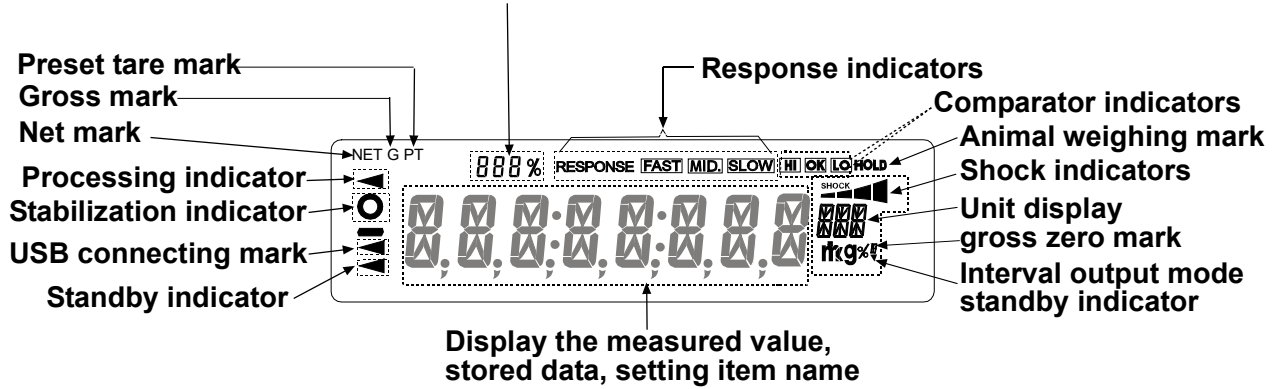 Preset tare mark
Gross mark
Net mark
Processing indicator
Stabilization indicator
USB connecting mark
Standby indicator
Response indicators
Comparator indicators
Animal weighing mark
Shock indicators
Unit display
gross zero mark
Interval output mode
standby indicator
NET G PT
%
RESPONSE FAST MID. SLOW HI OK LO HOLD
SHOCK
g%
Display the measured value,
stored data, setting item name